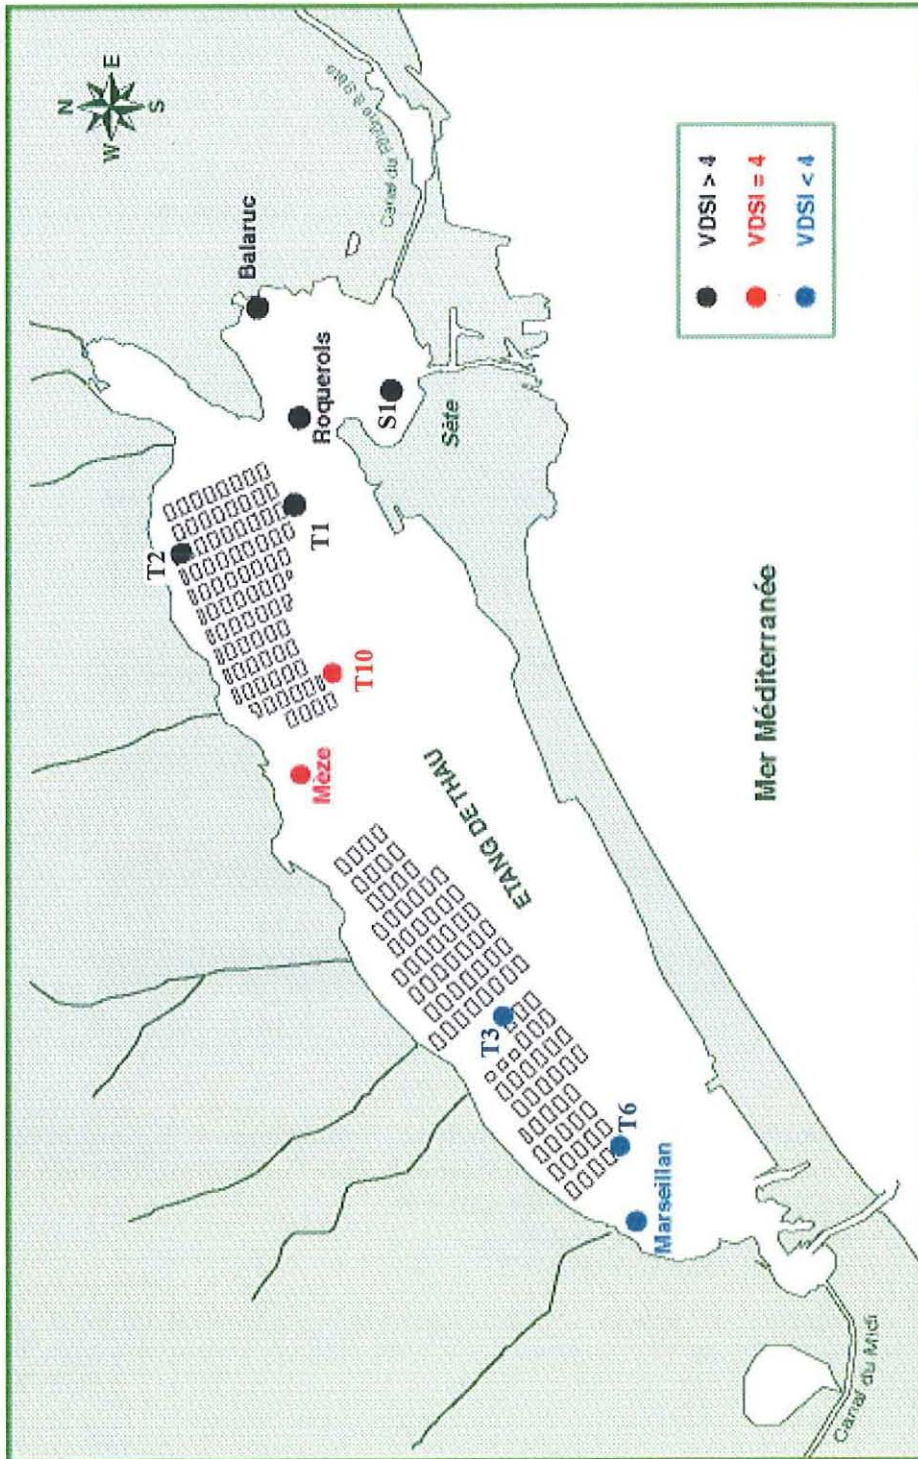 N
E
W
S
Canal du Rhône à Sète
Balaruc
Roquerols
S1
Sète
T2
T1
T10
Mèze
ETANG DE THAU
Mer Méditerranée
T3
T6
Marseillan
Canal du Midi
VDSI > 4
VDSI = 4
VDSI < 4